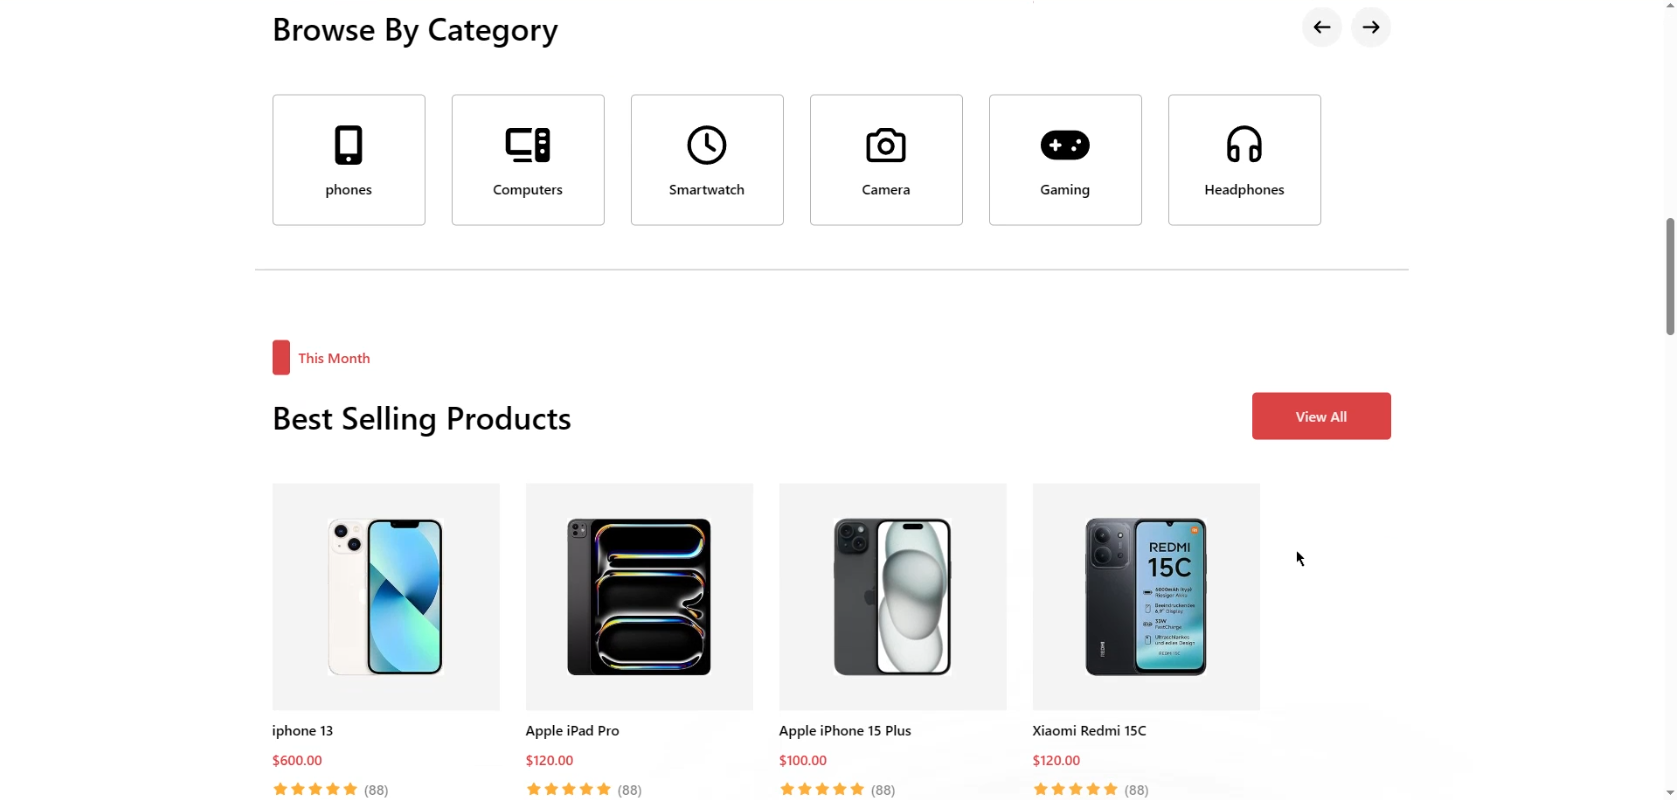 Browse By Category
phones
Computers
Smartwatch
Camera
Gaming
Headphones
This Month
Best Selling Products
View All
REDMI
15C
REDMI
iphone 13
Apple iPad Pro
Apple iPhone 15 Plus
Xiaomi Redmi 15C
$600.00
$120.00
$100.00
$120.00
(88)
(88)
(88)
(88)